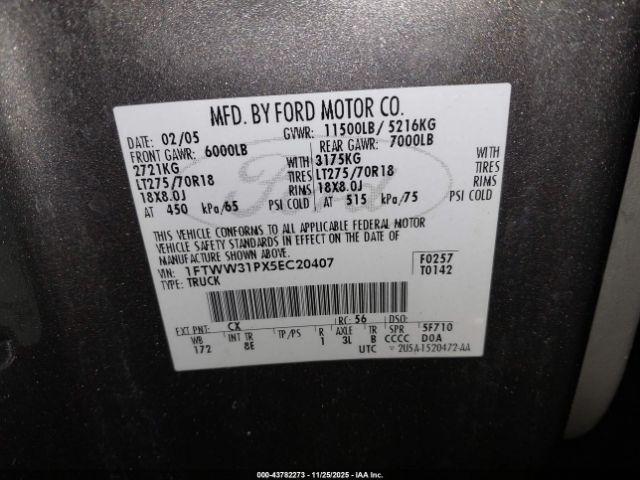 MFD. BY FORD MOTOR CO.
DATE: 02/05 GVWR: 11500LB/ 5216KG
FRONT GAWR: 6000LB REAR GAWR: 7000LB
2721KG WITH 3175KG WITH
LT275/70R18 TIRES LT275/70R18 TIRES
18X8.0J RIMS 18X8.0J RIMS
AT 450 kPa/65 PSI COLD AT 515 kPa/75 PSI COLD
THIS VEHICLE CONFORMS TO ALL APPLICABLE FEDERAL MOTOR
VEHICLE SAFETY STANDARDS IN EFFECT ON THE DATE OF
MANUFACTURE SHOWN ABOVE.
VIN: 1FTWW31PX5EC20407 F0257
TYPE: TRUCK T0142
EXT PNT: CX RC: 56 DSO:
WB INT TR TP/PS R AXLE TR SPR 5F710
172 8E 1 3L B CCCC D0A
UTC 2U5A-1520472-AA
Ford
000-43782273 - 11/25/2025 - IAA Inc.